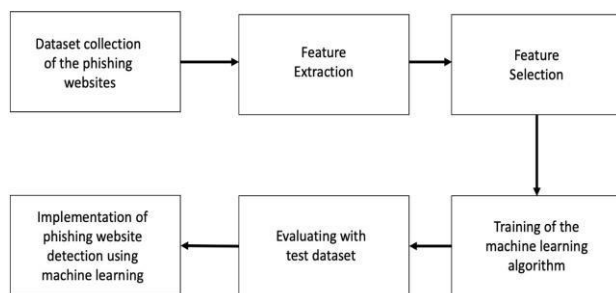 Dataset collection
of the phishing
websites
Feature
Extraction
Feature
Selection
Implementation of
phishing website
detection using
machine learning
Evaluating with
test dataset
Training of the
machine learning
algorithm